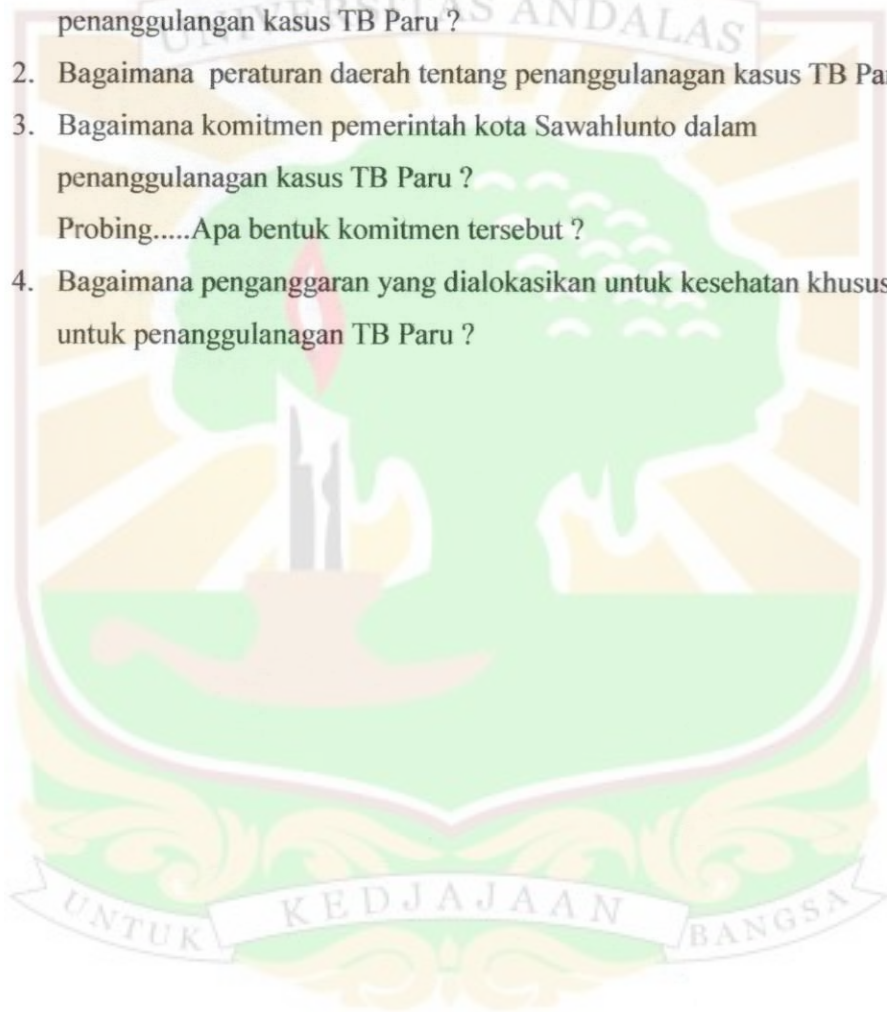 UNIVERSITAS ANDALAS
penanggulangan kasus TB Paru ?
2. Bagaimana peraturan daerah tentang penanggulanagan kasus TB
3. Bagaimana komitmen pemerintah kota Sawahlunto dalam
penanggulanagan kasus TB Paru ?
Probing.....Apa bentuk komitmen tersebut ?
4. Bagaimana penganggaran yang dialokasikan untuk kesehatan khusus
untuk penanggulanagan TB Paru ?
UNTUK KEDJAJAAN BANGSA